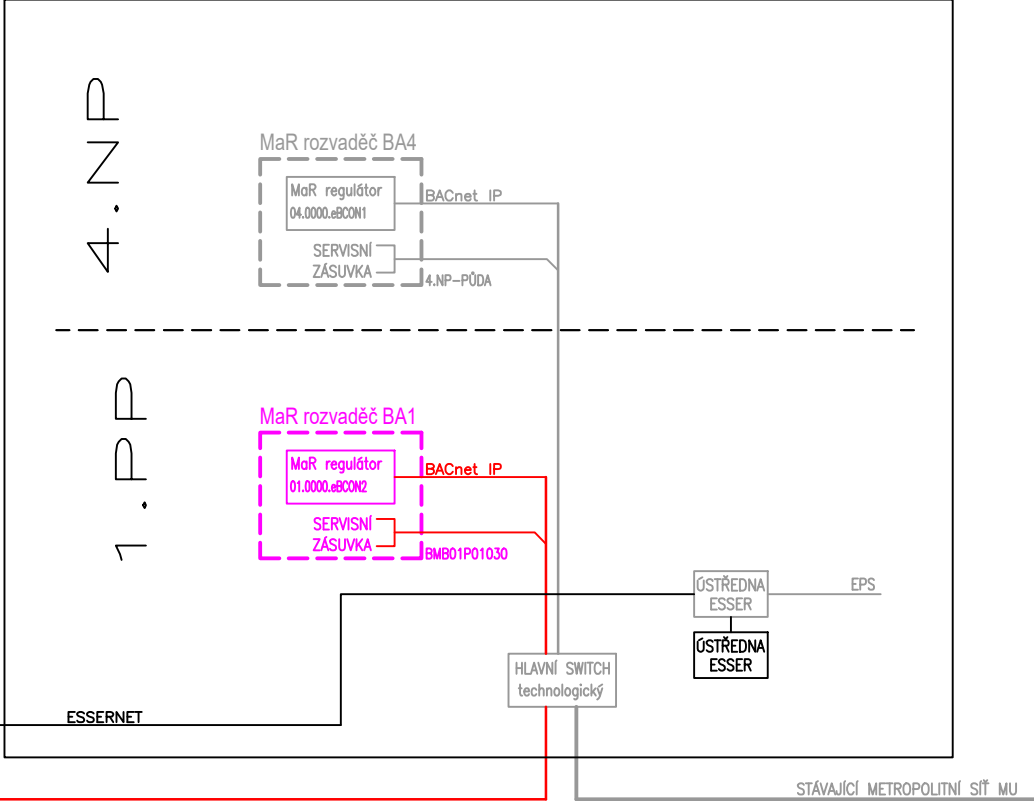 4.NP
MaR rozvaděč BA4
MaR regulátor
04.0000.eBCON1
BACnet IP
SERVISNÍ
ZÁSUVKA
4.NP-PŮDA
1.PP
MaR rozvaděč BA1
MaR regulátor
01.0000.eBCON2
BACnet IP
SERVISNÍ
ZÁSUVKA
BMB01P01030
ÚSTŘEDNA
ESSER
EPS
ÚSTŘEDNA
ESSER
HLAVNÍ SWITCH
technologický
ESSERNET
STÁVAJÍCÍ METROPOLITNÍ SÍŤ MU